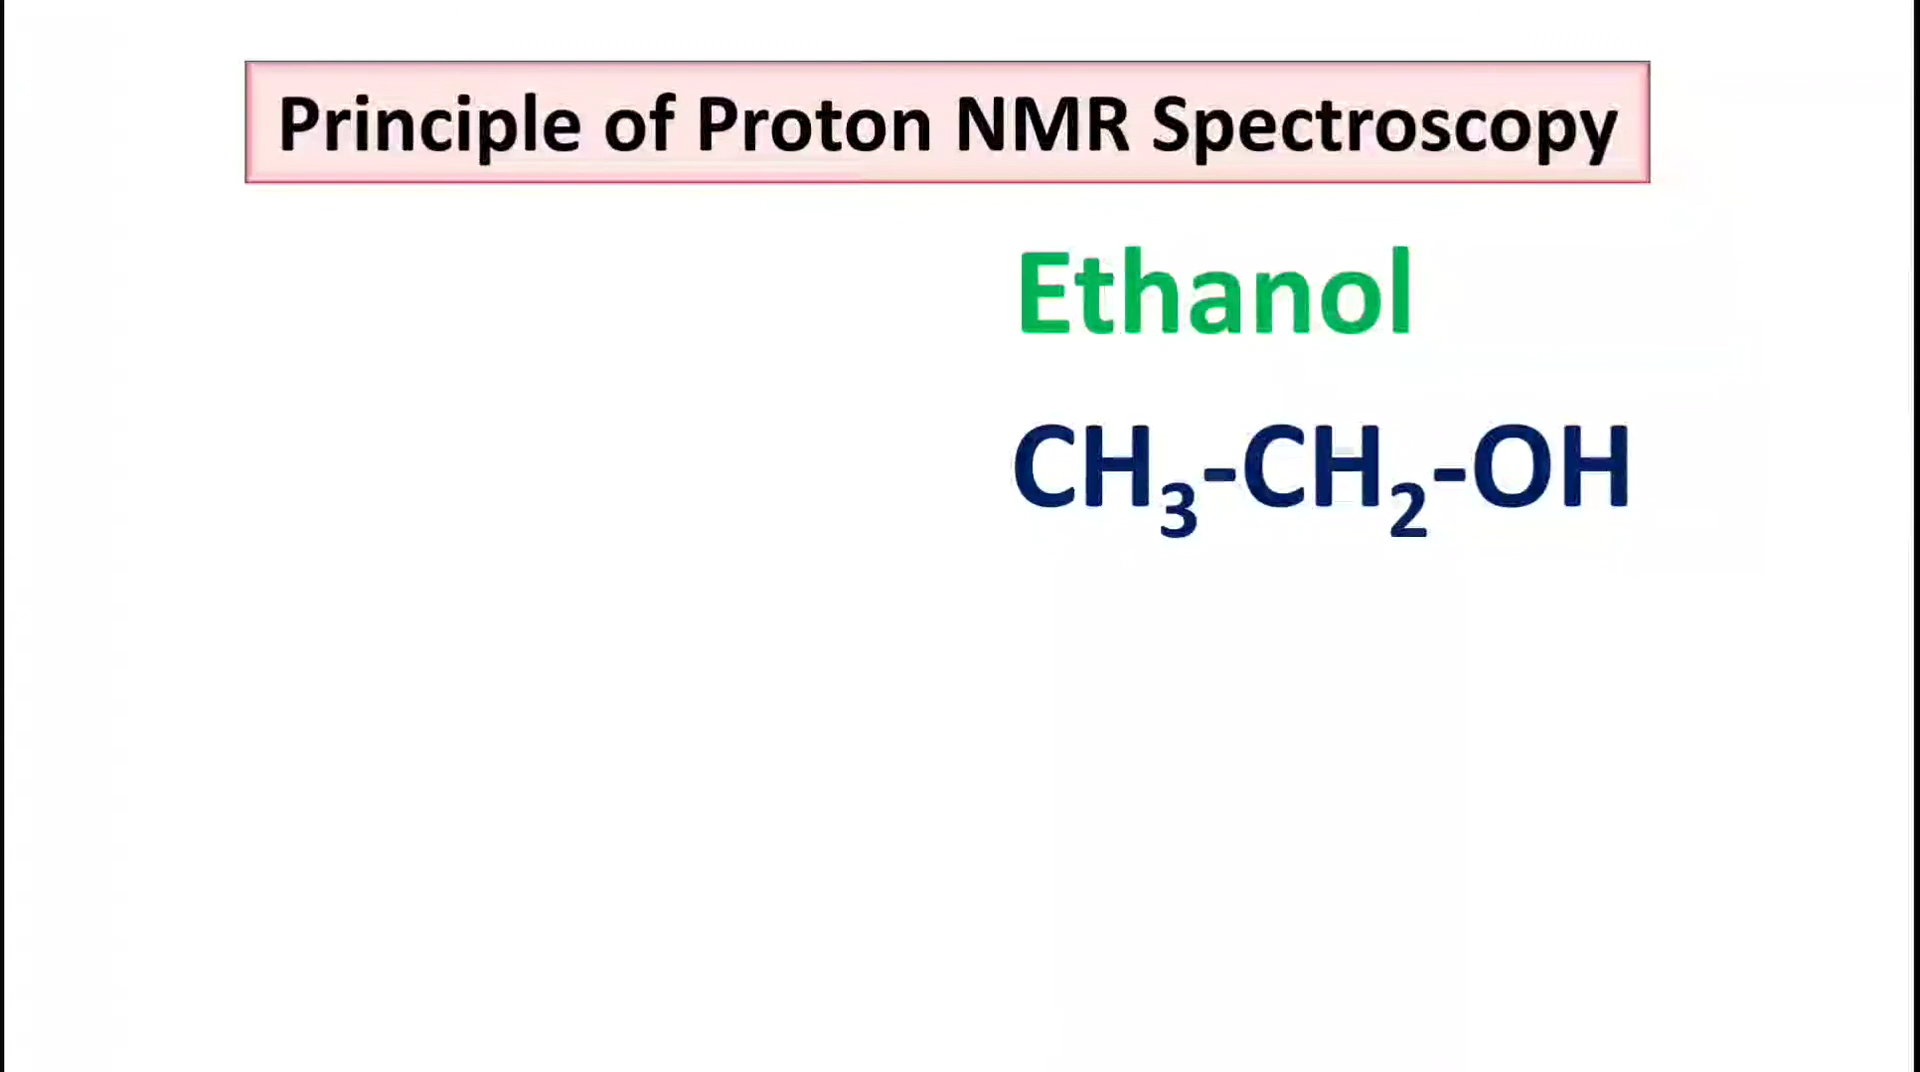 Principle of Proton NMR Spectroscopy
Ethanol
CH₃-CH₂-OH